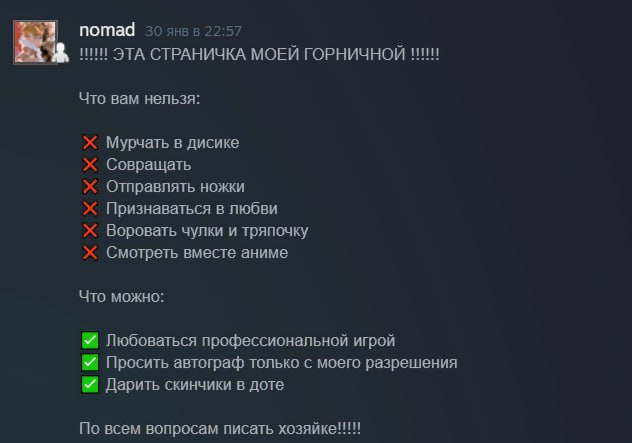 nomad 30 янв в 22:57
!!!!!! ЭТА СТРАНИЧКА МОЕЙ ГОРНИЧНОЙ !!!!!!
Что вам нельзя:
❌ Мурчать в дисике
❌ Совращать
❌ Отправлять ножки
❌ Признаваться в любви
❌ Воровать чулки и тряпочку
❌ Смотреть вместе аниме
Что можно:
✅ Любоваться профессиональной игрой
✅ Просить автограф только с моего разрешения
✅ Дарить скинчики в доте
По всем вопросам писать хозяйке!!!!!